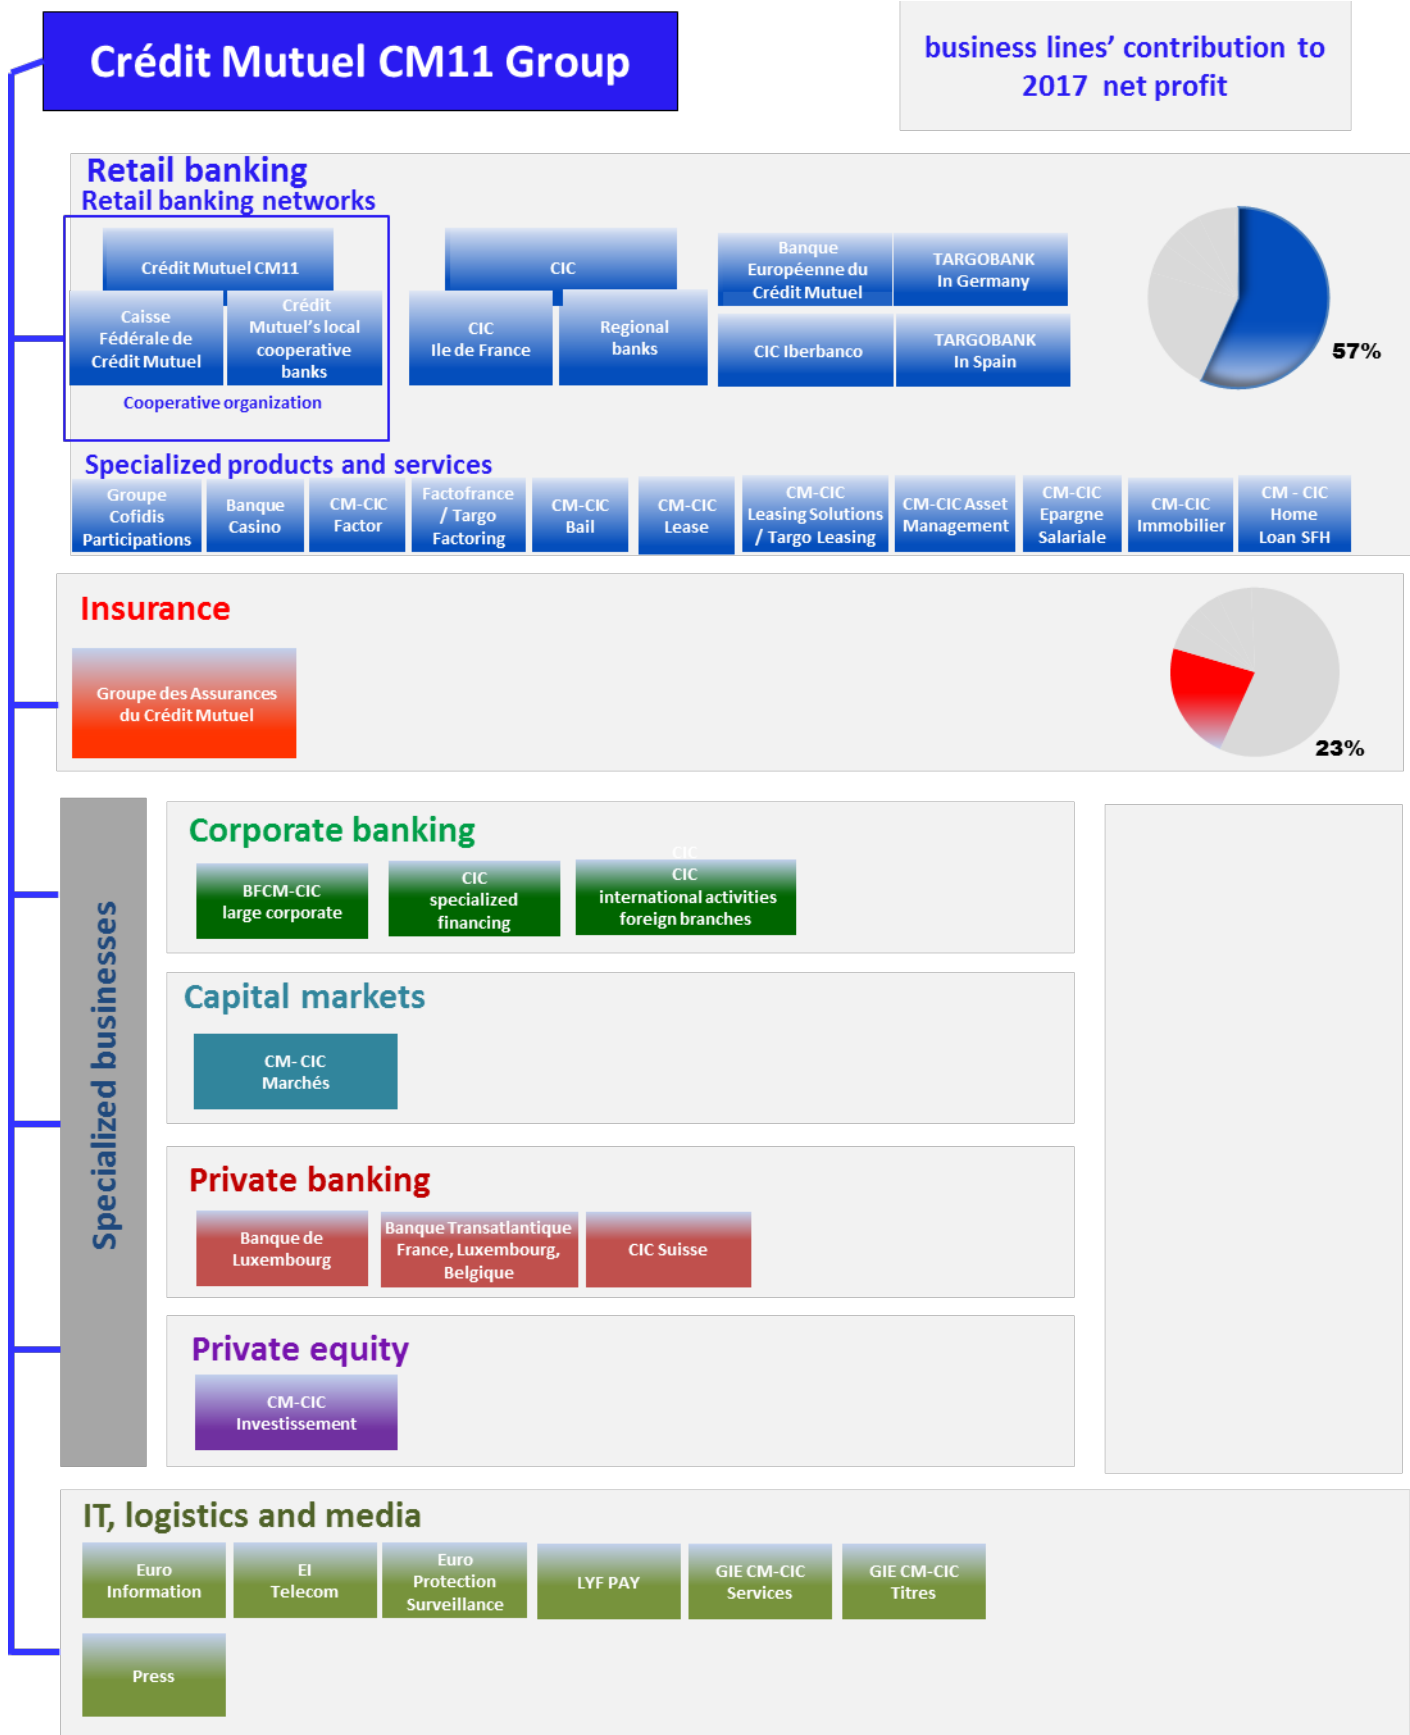 Crédit Mutuel CM11 Group
business lines’ contribution to
2017 net profit
Retail banking
Retail banking networks
Crédit Mutuel CM11
Caisse
Fédérale de
Crédit Mutuel
Crédit
Mutuel’s local
cooperative
banks
Cooperative organization
CIC
CIC
Ile de France
Regional
banks
Banque
Européenne du
Crédit Mutuel
TARGOBANK
In Germany
CIC Iberbanco
TARGOBANK
In Spain
57%
Specialized products and services
Groupe
Cofidis
Participations
Banque
Casino
CM-CIC
Factor
Factofrance
/ Targo
Factoring
CM-CIC
Bail
CM-CIC
Lease
CM-CIC
Leasing Solutions
/ Targo Leasing
CM-CIC Asset
Management
CM-CIC
Epargne
Salariale
CM-CIC
Immobilier
CM - CIC
Home
Loan SFH
Insurance
Groupe des Assurances
du Crédit Mutuel
23%
Specialized businesses
Corporate banking
BFCM-CIC
large corporate
CIC
specialized
financing
CIC
CIC
international activities
foreign branches
Capital markets
CM- CIC
Marchés
Private banking
Banque de
Luxembourg
Banque Transatlantique
France, Luxembourg,
Belgique
CIC Suisse
Private equity
CM-CIC
Investissement
IT, logistics and media
Euro
Information
EI
Telecom
Euro
Protection
Surveillance
LYF PAY
GIE CM-CIC
Services
GIE CM-CIC
Titres
Press